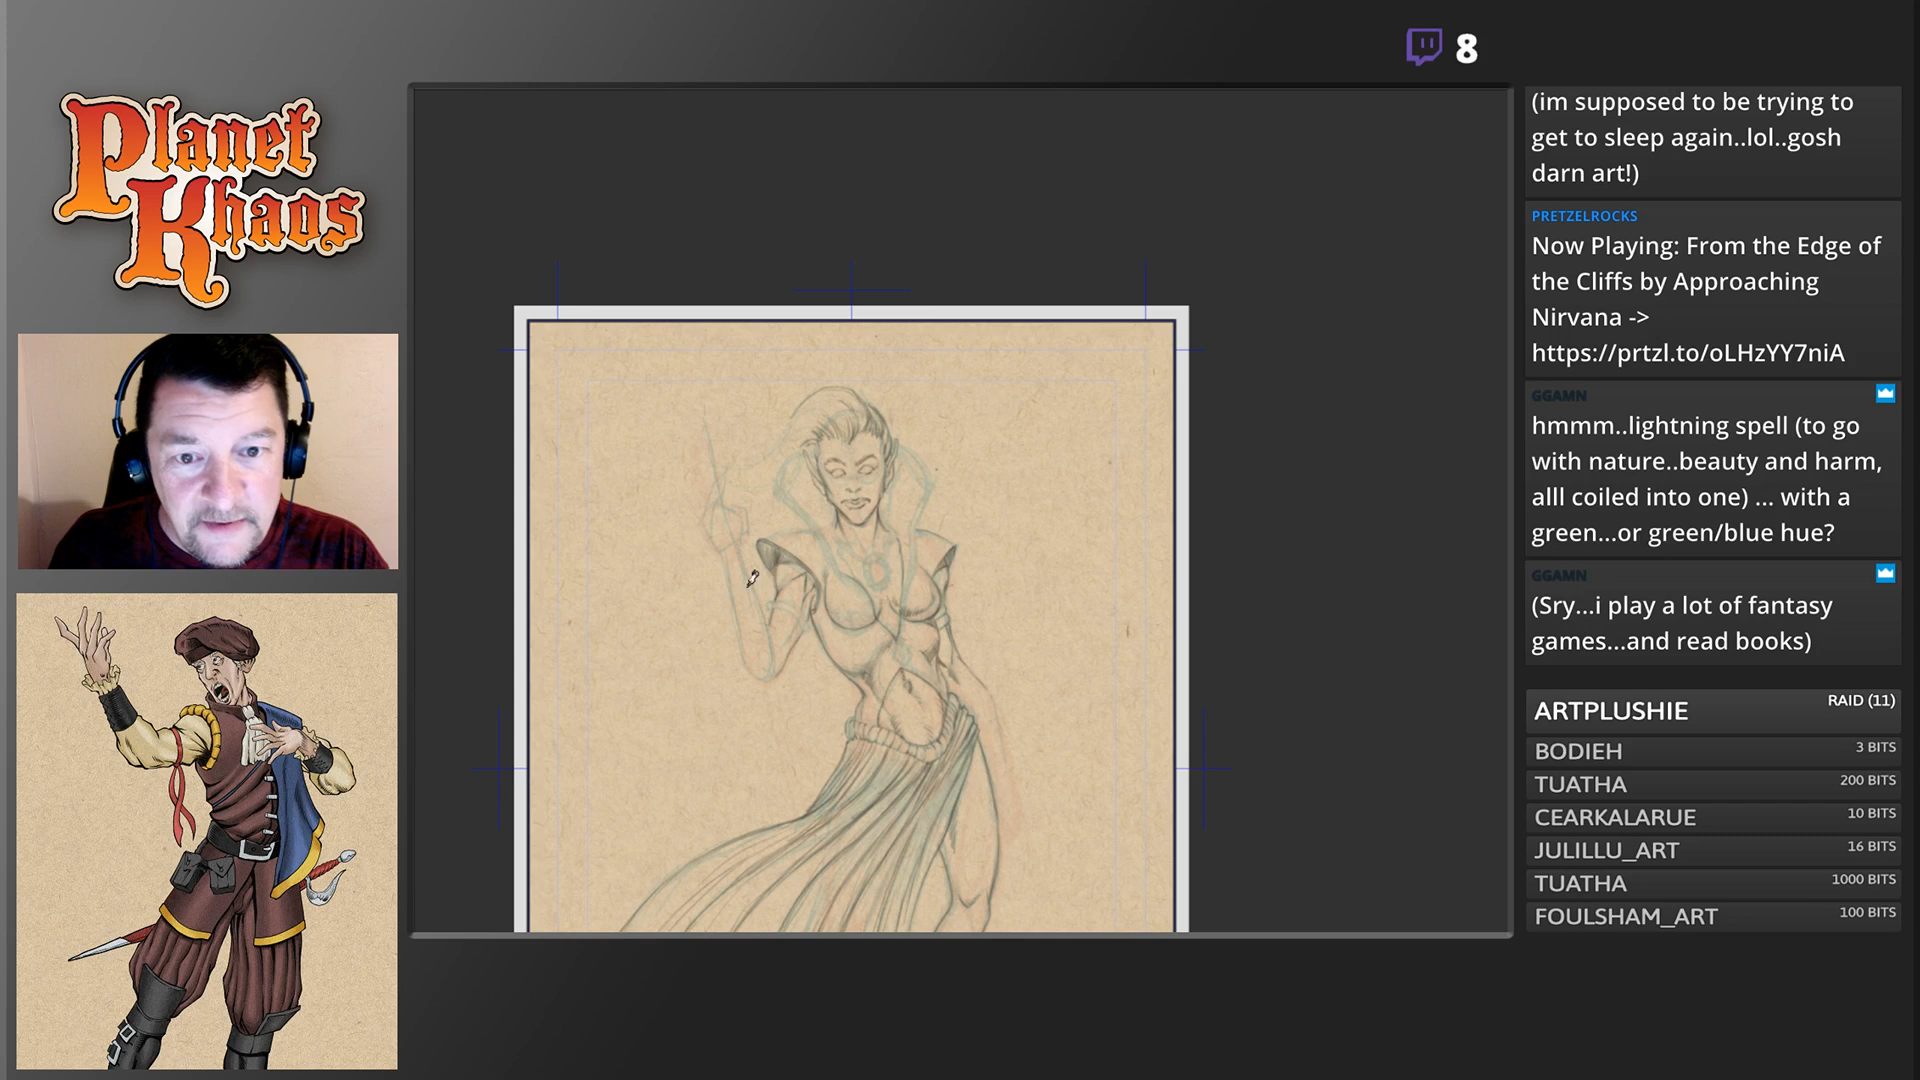 8
Planet
Khaos
(im supposed to be trying to
get to sleep again..lol..gosh
darn art!)
PRETZELROCKS
Now Playing: From the Edge of
the Cliffs by Approaching
Nirvana ->
https://prtzl.to/oLHzYY7niA
GGAMN
hmmm..lightning spell (to go
with nature..beauty and harm,
alll coiled into one) ... with a
green...or green/blue hue?
GGAMN
(Sry...i play a lot of fantasy
games...and read books)
ARTPLUSHIE RAID (11)
BODIEH 3 BITS
TUATHA 200 BITS
CEARKALARUE 10 BITS
JULILLU_ART 16 BITS
TUATHA 1000 BITS
FOULSHAM_ART 100 BITS